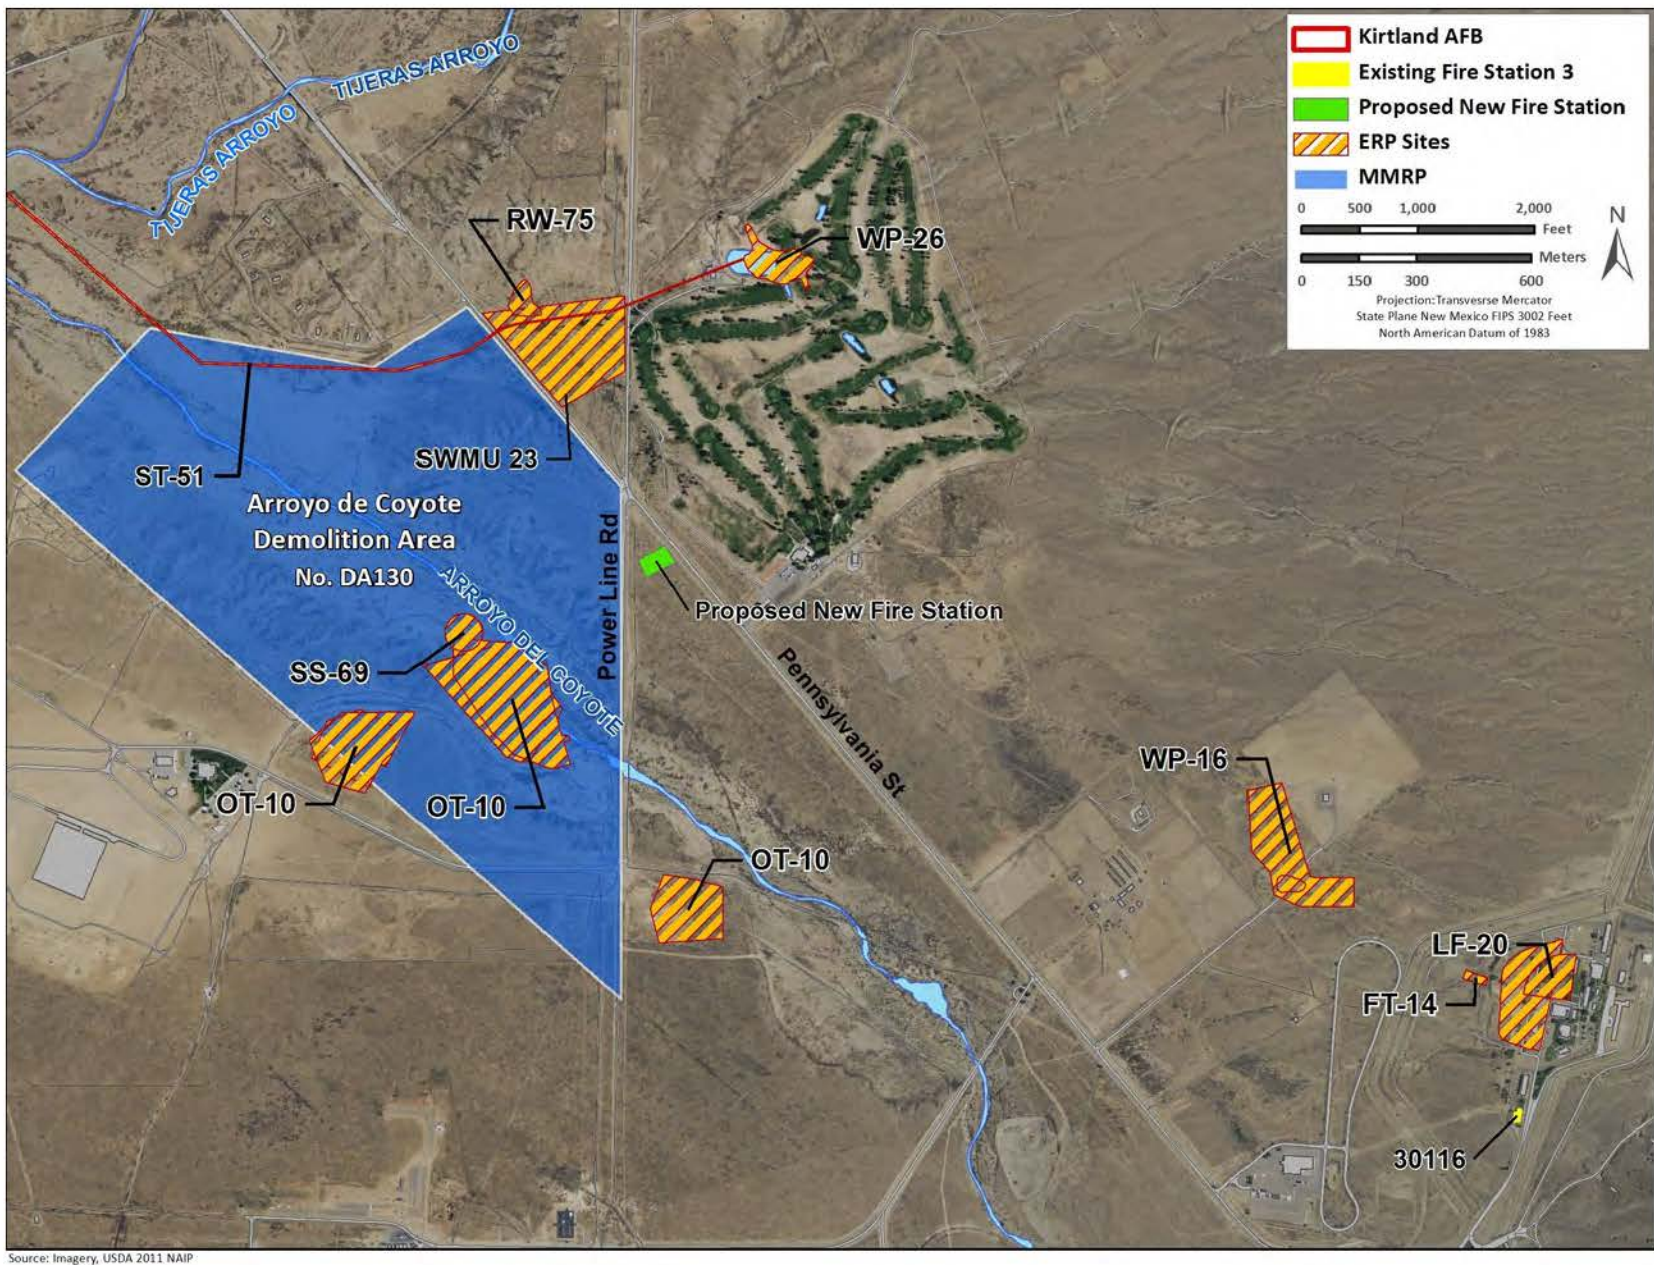 Kirtland AFB
Existing Fire Station 3
Proposed New Fire Station
ERP Sites
MMRP
0 500 1,000 2,000
Feet
Meters
0 150 300 600
N
Projection:Transvesrse Mercator
State Plane New Mexico FIPS 3002 Feet
North American Datum of 1983
TIJERAS ARROYO
TIJERAS ARROYO
RW-75
WP-26
ST-51
SWMU 23
Arroyo de Coyote
Demolition Area
No. DA130
ARROYO DEL COYOTE
Power Line Rd
Proposed New Fire Station
SS-69
Pennsylvania St
OT-10
OT-10
WP-16
OT-10
LF-20
FT-14
30116
Source: Imagery, USDA 2011 NAIP